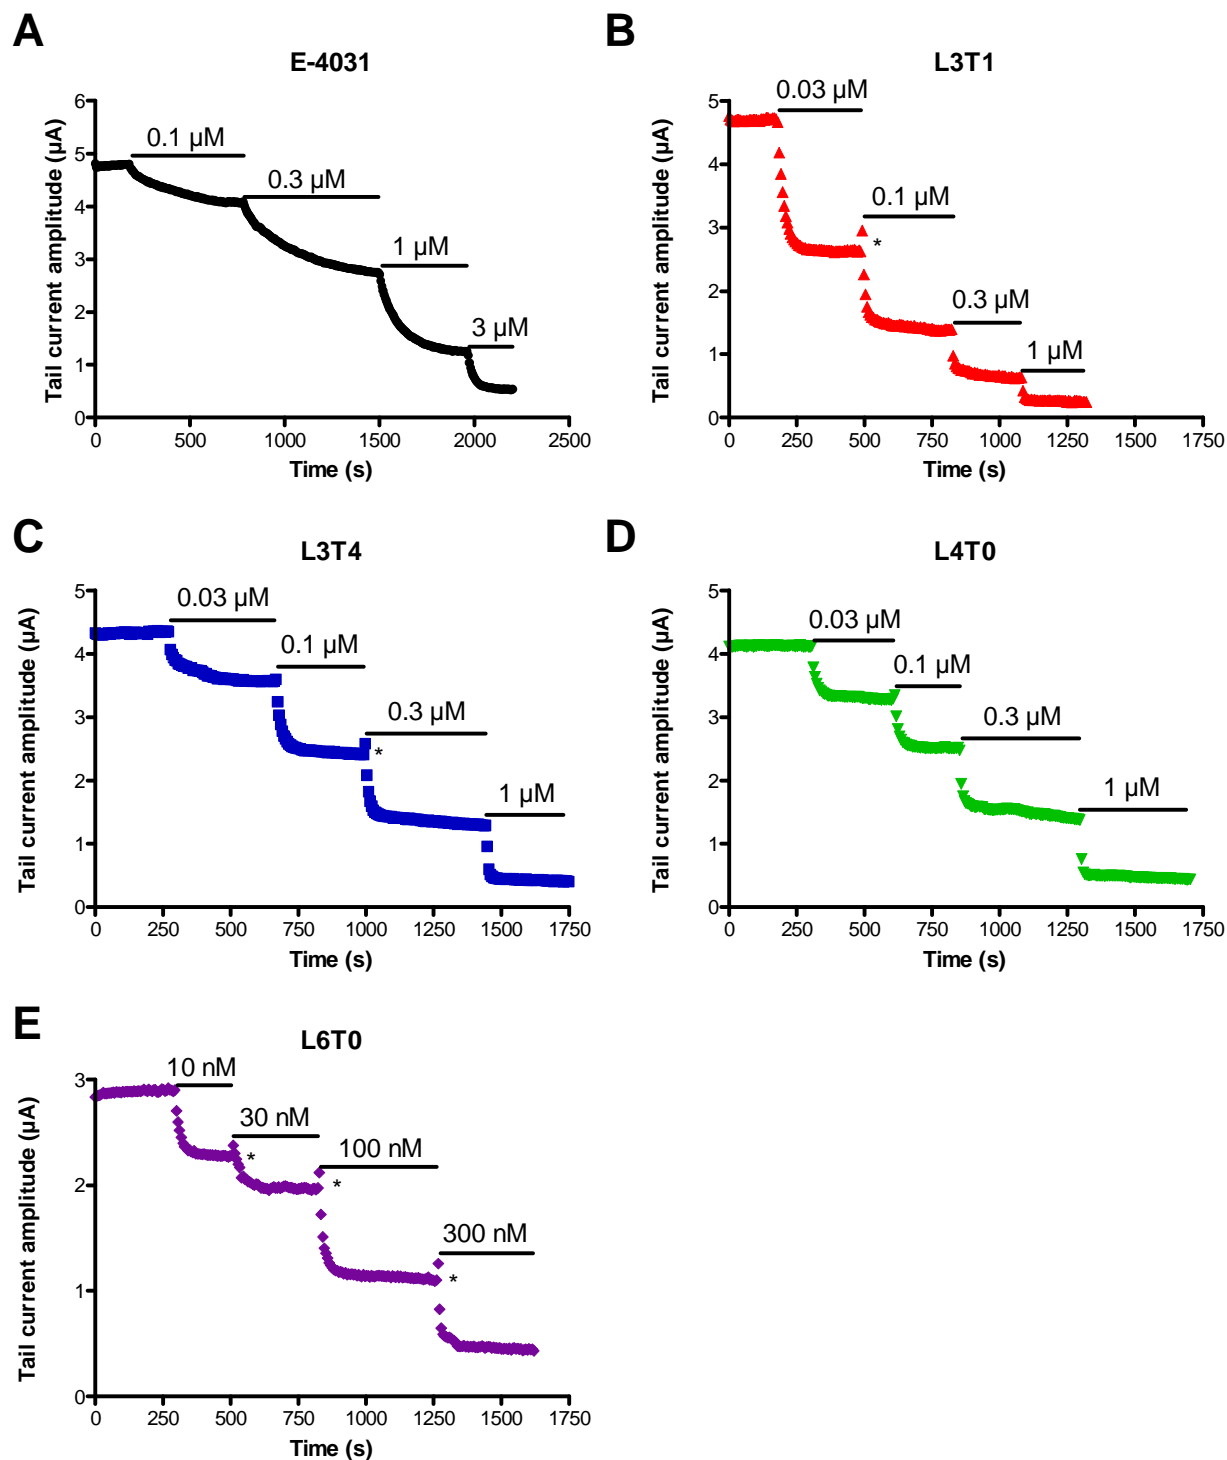 A
E-4031
Tail current amplitude (µA)
6
5
4
3
2
1
0
0.1 µM
0.3 µM
1 µM
3 µM
0 500 1000 1500 2000 2500
Time (s)
B
L3T1
Tail current amplitude (µA)
5
4
3
2
1
0
0.03 µM
0.1 µM
*
0.3 µM
1 µM
0 250 500 750 1000 1250 1500 1750
Time (s)
C
L3T4
Tail current amplitude (µA)
5
4
3
2
1
0
0.03 µM
0.1 µM
0.3 µM
*
1 µM
0 250 500 750 1000 1250 1500 1750
Time (s)
D
L4T0
Tail current amplitude (µA)
5
4
3
2
1
0
0.03 µM
0.1 µM
0.3 µM
1 µM
0 250 500 750 1000 1250 1500 1750
Time (s)
E
L6T0
Tail current amplitude (µA)
3
2
1
0
10 nM
30 nM
*
100 nM
*
300 nM
*
0 250 500 750 1000 1250 1500 1750
Time (s)